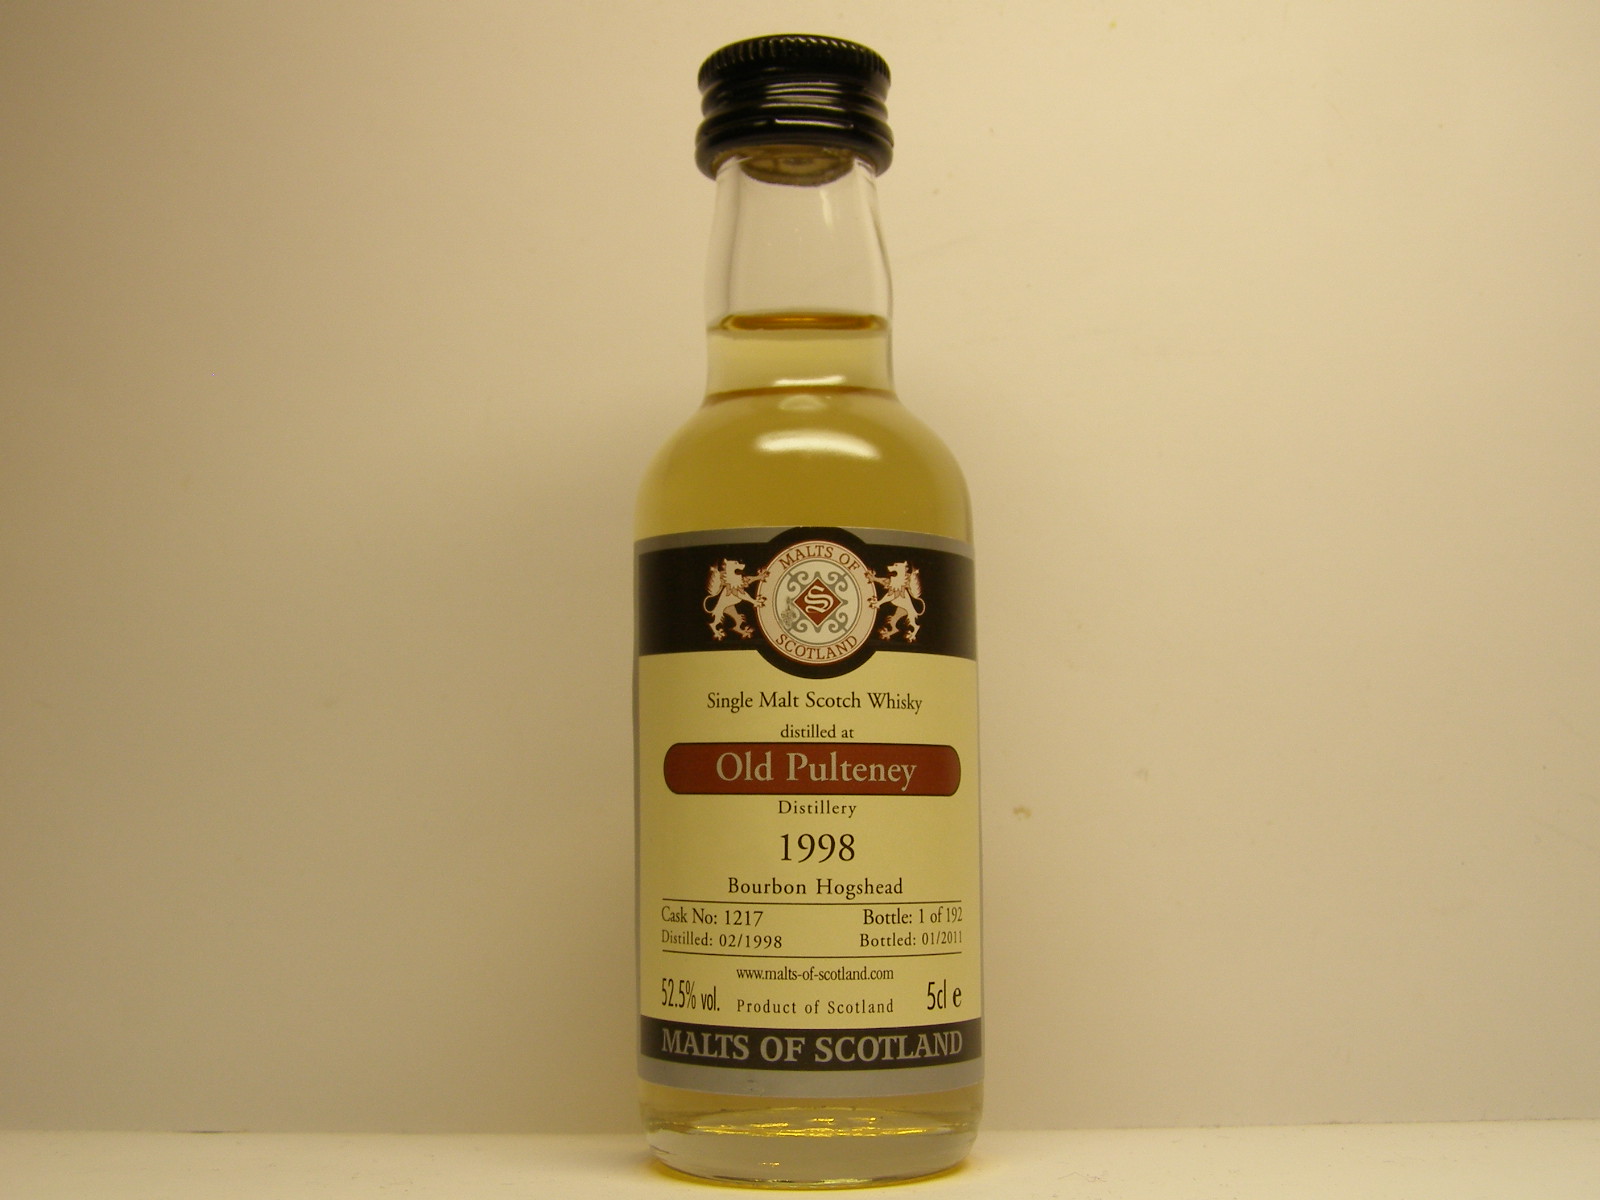 MALTS OF
S
SCOTLAND
Single Malt Scotch Whisky
distilled at
Old Pulteney
Distillery
1998
Bourbon Hogshead
Cask No: 1217 Bottle: 1 of 192
Distilled: 02/1998 Bottled: 01/2011
www.malts-of-scotland.com
52.5% vol. Product of Scotland 5cl e
MALTS OF SCOTLAND